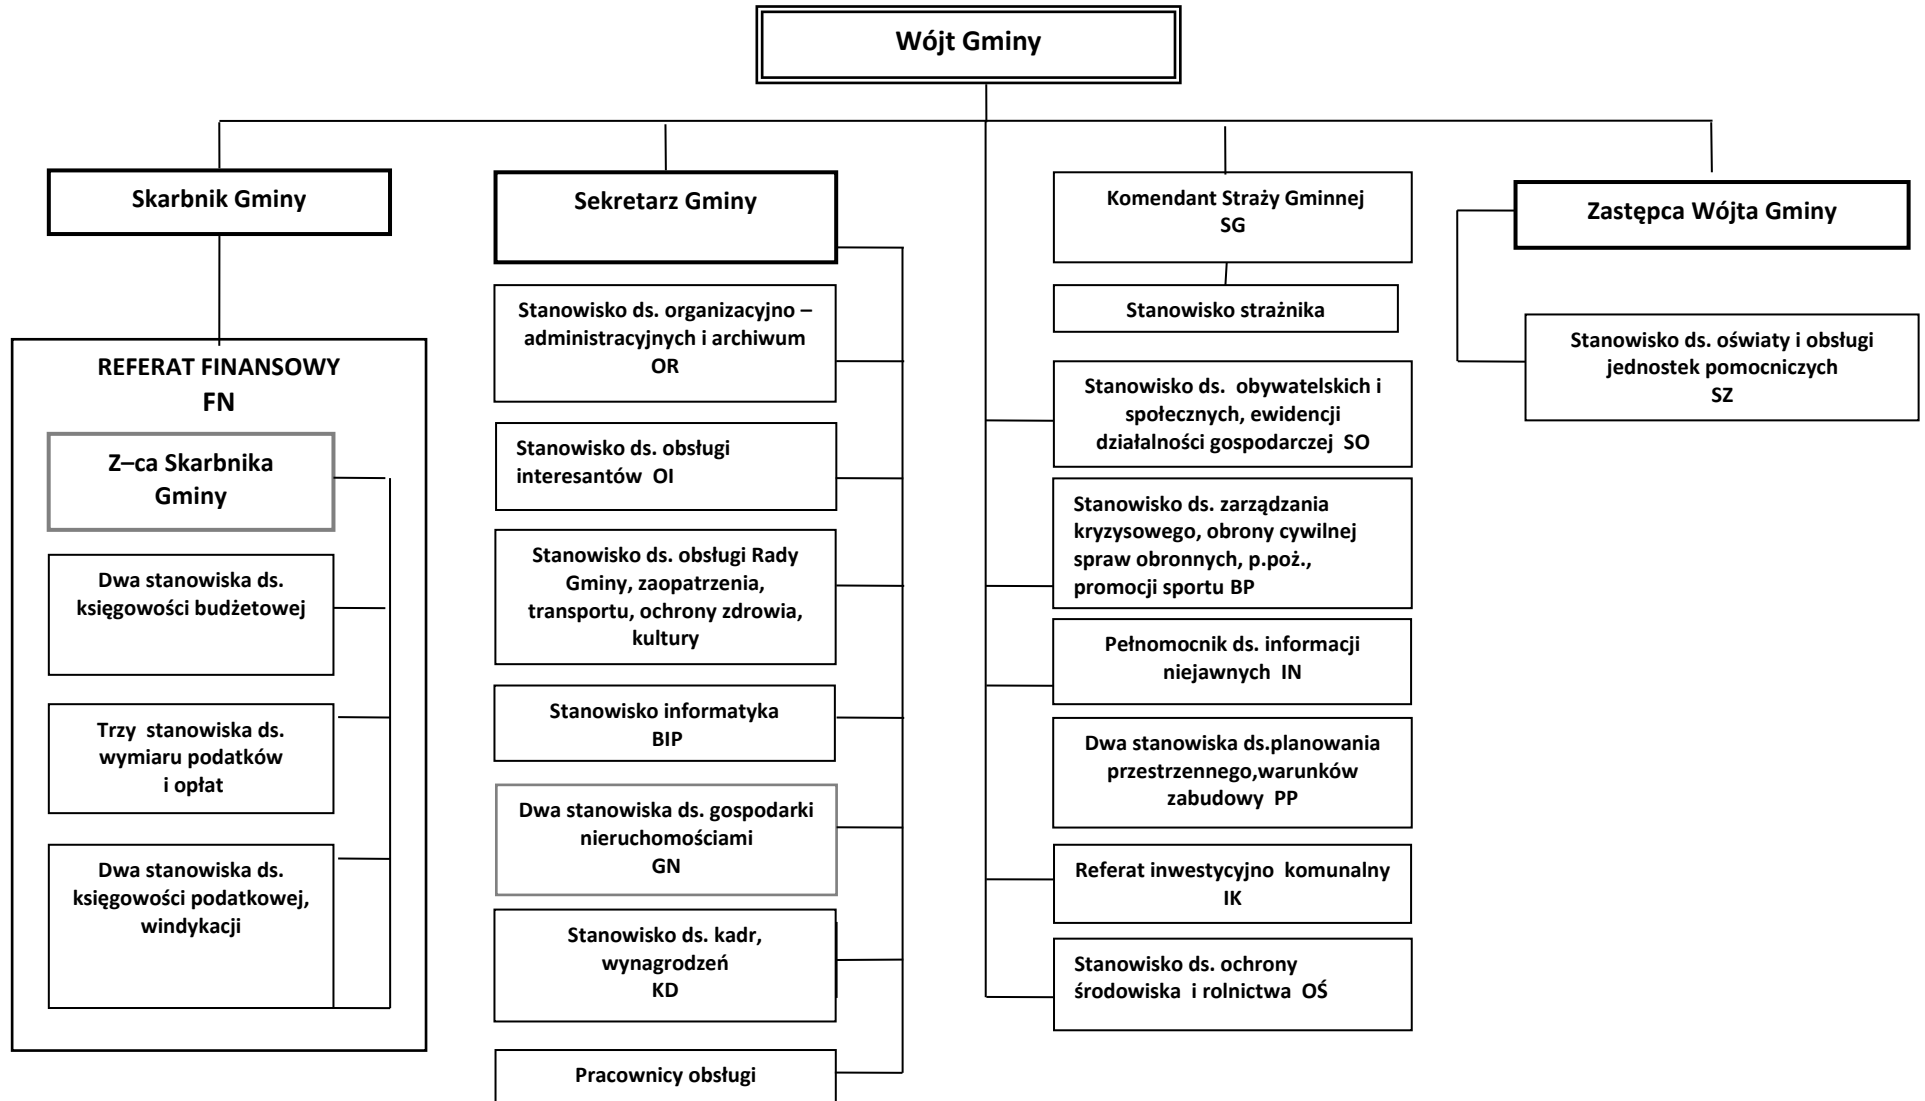 Wójt Gminy
Skarbnik Gminy
REFERAT FINANSOWY
FN
Z–ca Skarbnika
Gminy
Dwa stanowiska ds.
księgowości budżetowej
Trzy stanowiska ds.
wymiaru podatków
i opłat
Dwa stanowiska ds.
księgowości podatkowej,
windykacji
Sekretarz Gminy
Stanowisko ds. organizacyjno –
administracyjnych i archiwum
OR
Stanowisko ds. obsługi
interesantów OI
Stanowisko ds. obsługi Rady
Gminy, zaopatrzenia,
transportu, ochrony zdrowia,
kultury
Stanowisko informatyka
BIP
Dwa stanowiska ds. gospodarki
nieruchomościami
GN
Stanowisko ds. kadr,
wynagrodzeń
KD
Pracownicy obsługi
Komendant Straży Gminnej
SG
Stanowisko strażnika
Stanowisko ds. obywatelskich i
społecznych, ewidencji
działalności gospodarczej SO
Stanowisko ds. zarządzania
kryzysowego, obrony cywilnej
spraw obronnych, p.poż.,
promocji sportu BP
Pełnomocnik ds. informacji
niejawnych IN
Dwa stanowiska ds.planowania
przestrzennego,warunków
zabudowy PP
Referat inwestycyjno komunalny
IK
Stanowisko ds. ochrony
środowiska i rolnictwa OŚ
Zastępca Wójta Gminy
Stanowisko ds. oświaty i obsługi
jednostek pomocniczych
SZ